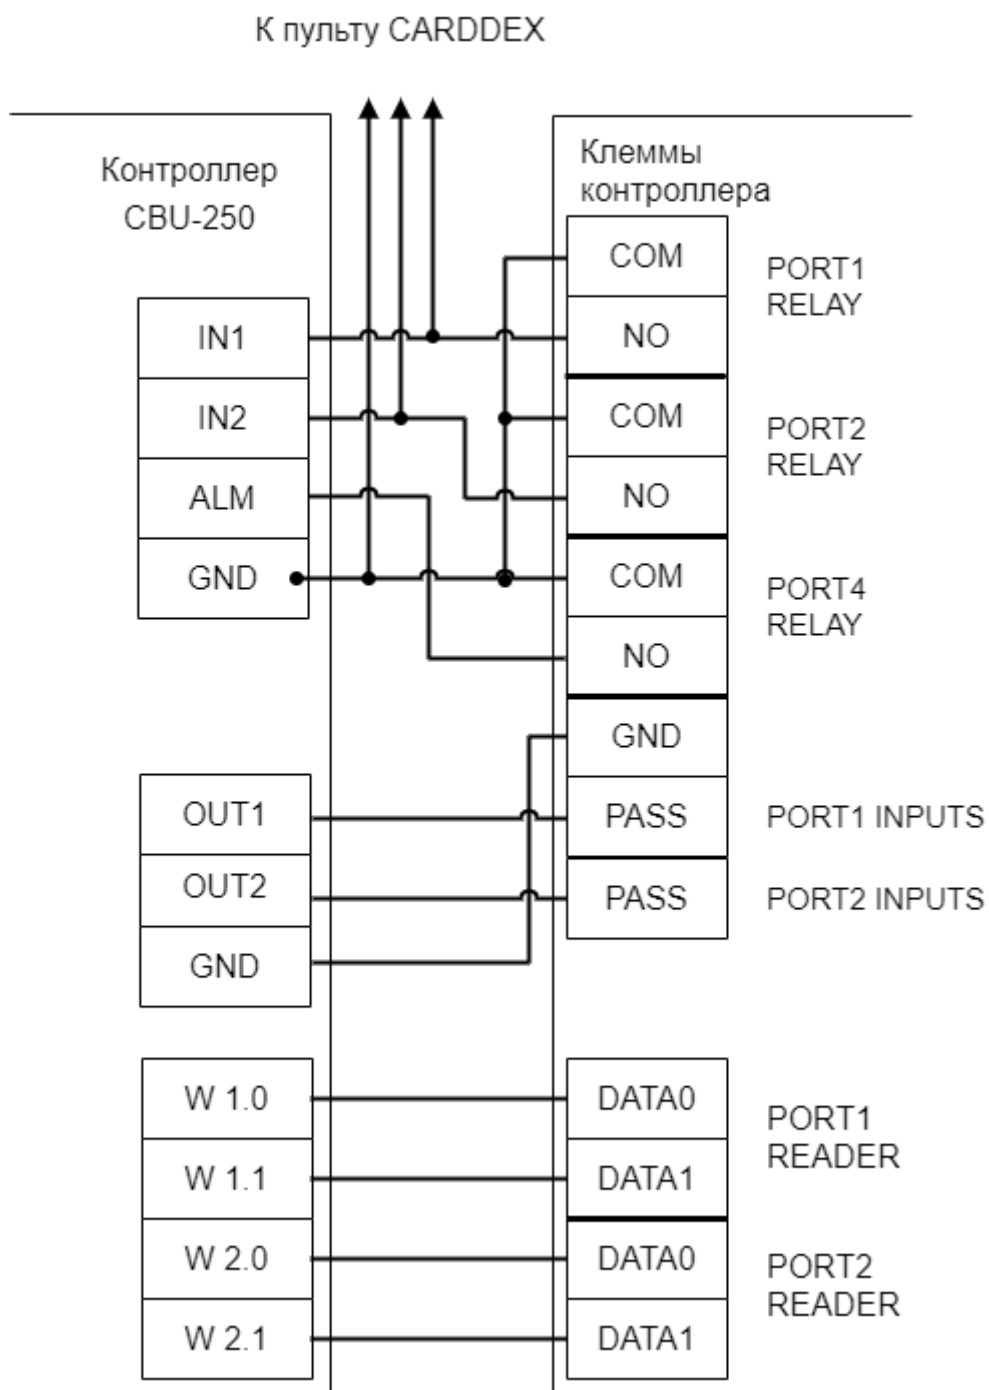 К пульту CARDDEX
Контроллер
CBU-250
IN1
IN2
ALM
GND
OUT1
OUT2
GND
W 1.0
W 1.1
W 2.0
W 2.1
Клеммы
контроллера
COM
NO
PORT1
RELAY
COM
NO
PORT2
RELAY
COM
NO
PORT4
RELAY
GND
PASS
PORT1 INPUTS
PASS
PORT2 INPUTS
DATA0
DATA1
PORT1
READER
DATA0
DATA1
PORT2
READER